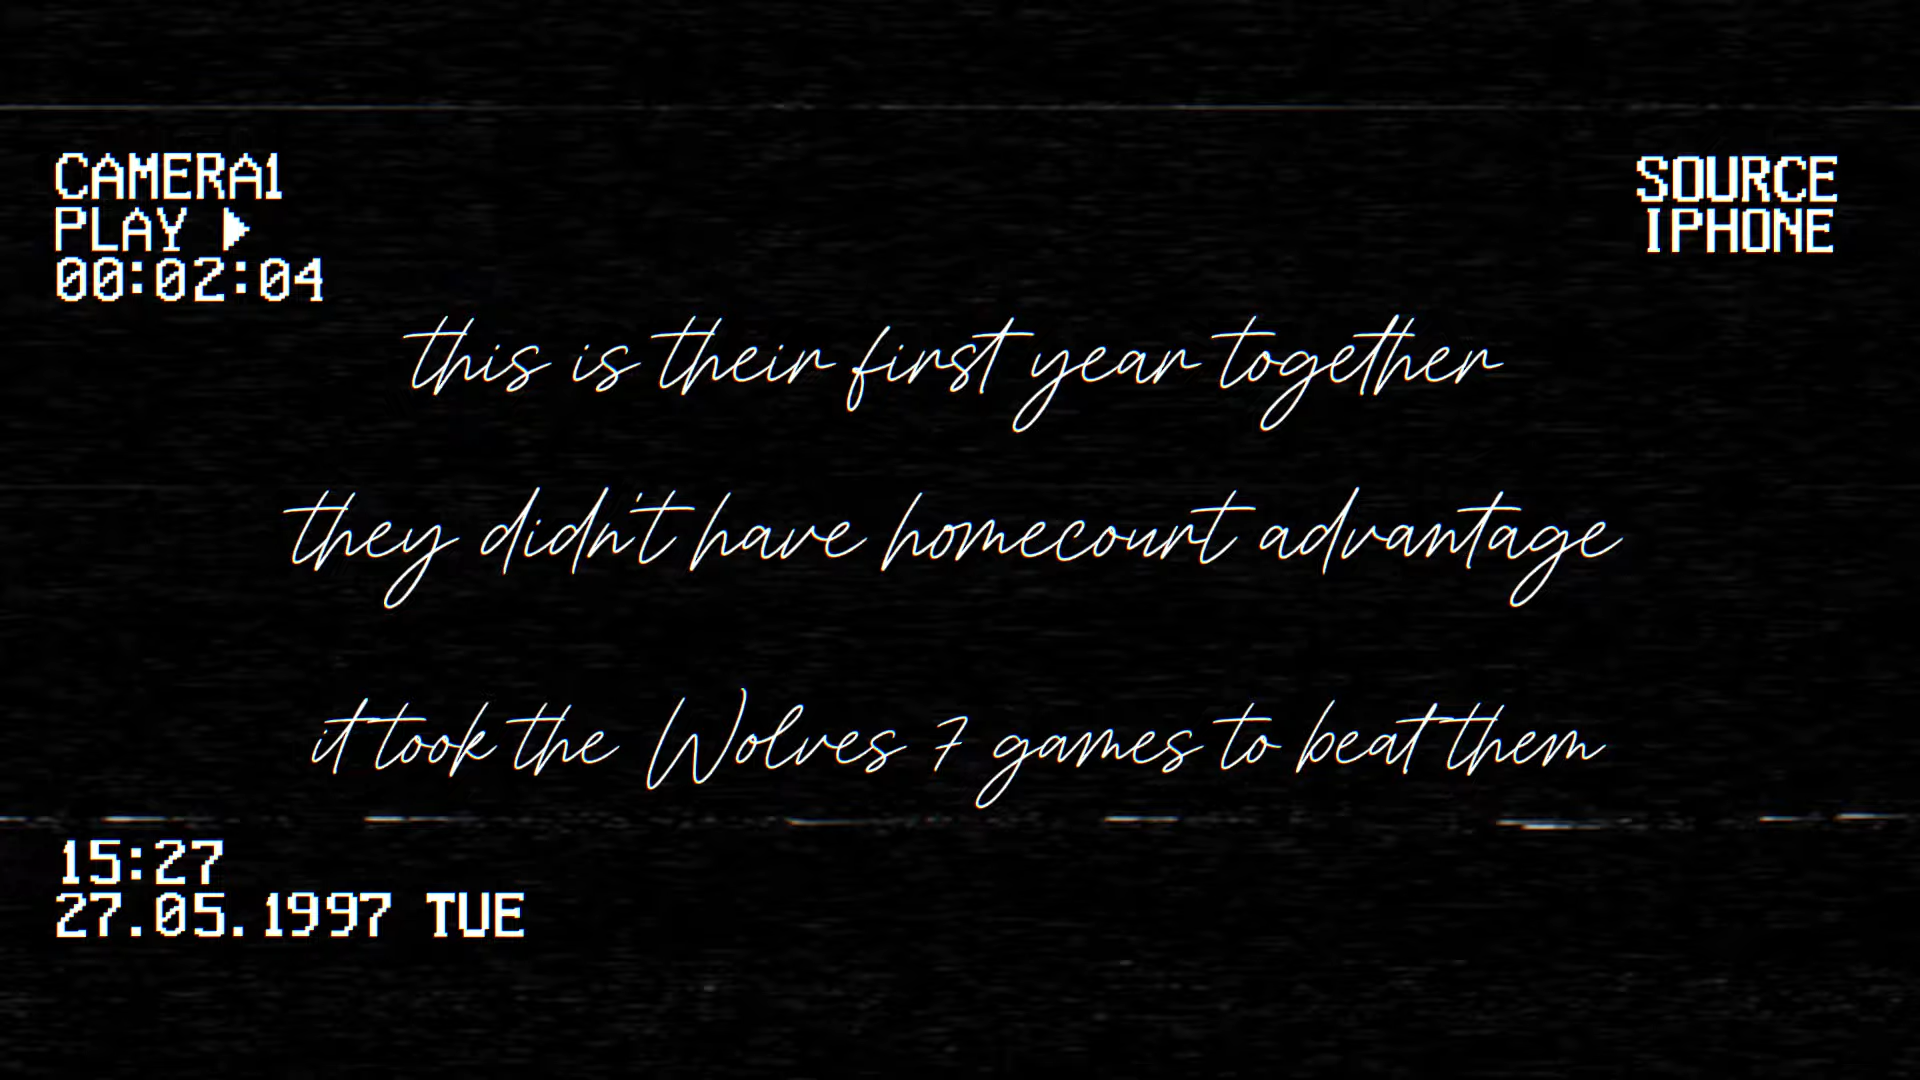 CAMERA1
PLAY ▶
00:02:04
SOURCE
IPHONE
this is their first year together
they didn't have homecourt advantage
it took the Wolves 7 games to beat them
15:27
27.05.1997 TUE